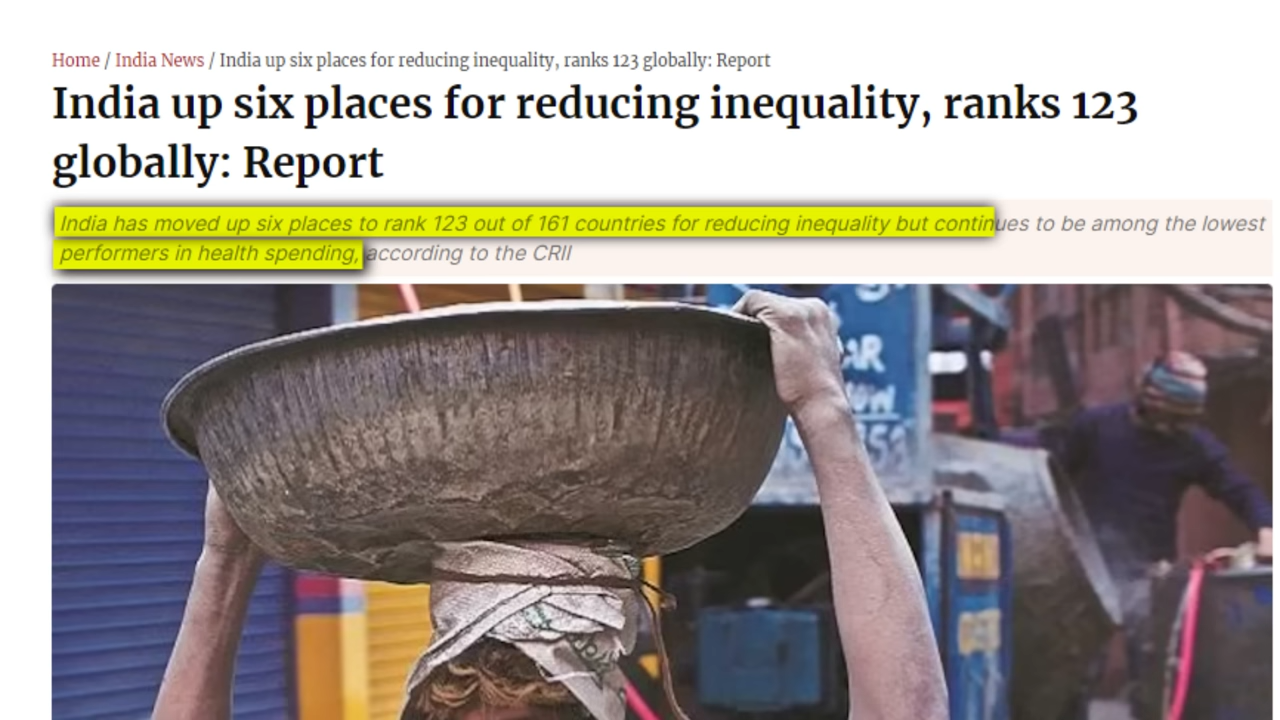 Home / India News / India up six places for reducing inequality, ranks 123 globally: Report
India up six places for reducing inequality, ranks 123
globally: Report
India has moved up six places to rank 123 out of 161 countries for reducing inequality but continues to be among the lowest
performers in health spending, according to the CRII